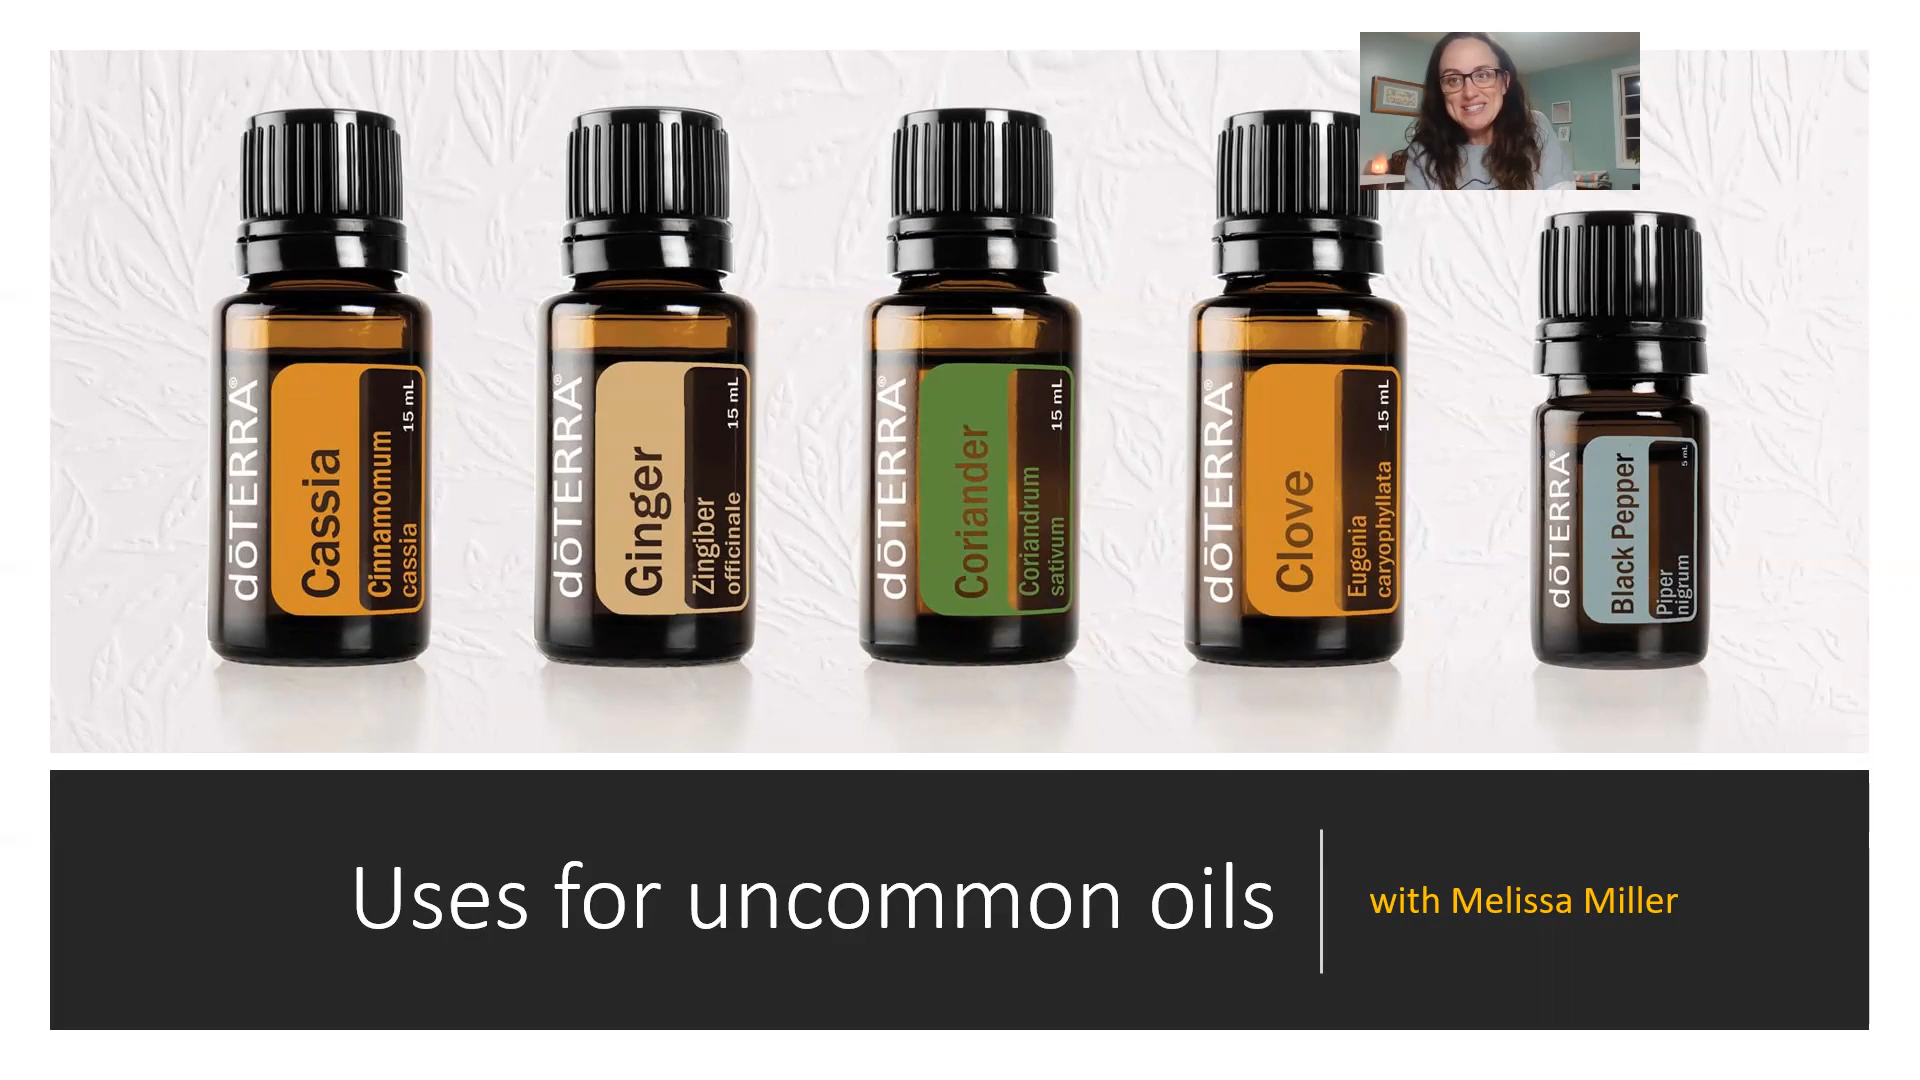 dōTERRA®
Cassia
Cinnamomum
cassia
15 mL
dōTERRA®
Ginger
Zingiber
officinale
15 mL
dōTERRA®
Coriander
Coriandrum
sativum
15 mL
dōTERRA®
Clove
Eugenia
caryophyllata
15 mL
dōTERRA®
Black Pepper
Piper
nigrum
5 mL
Uses for uncommon oils
with Melissa Miller